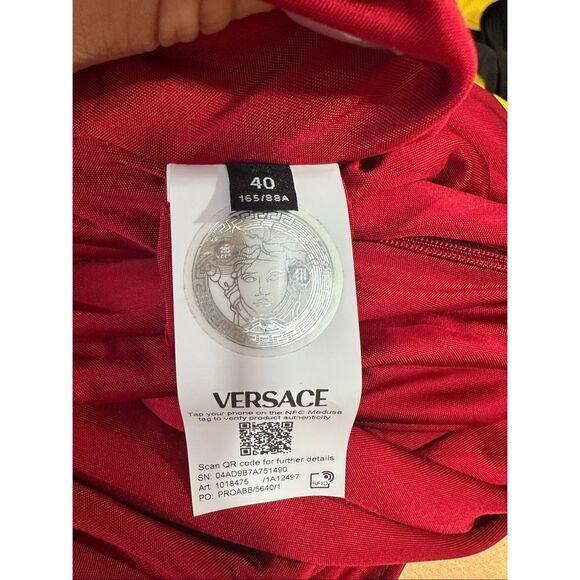 40
165/88A
VERSACE
Tap your phone on the NFC Medusa
tag to verify product authenticity
Scan QR code for further details
SN: 04AD9B7A751490
Art: 1018475 /1A12497
PO: PROABB/5640/1
RFID